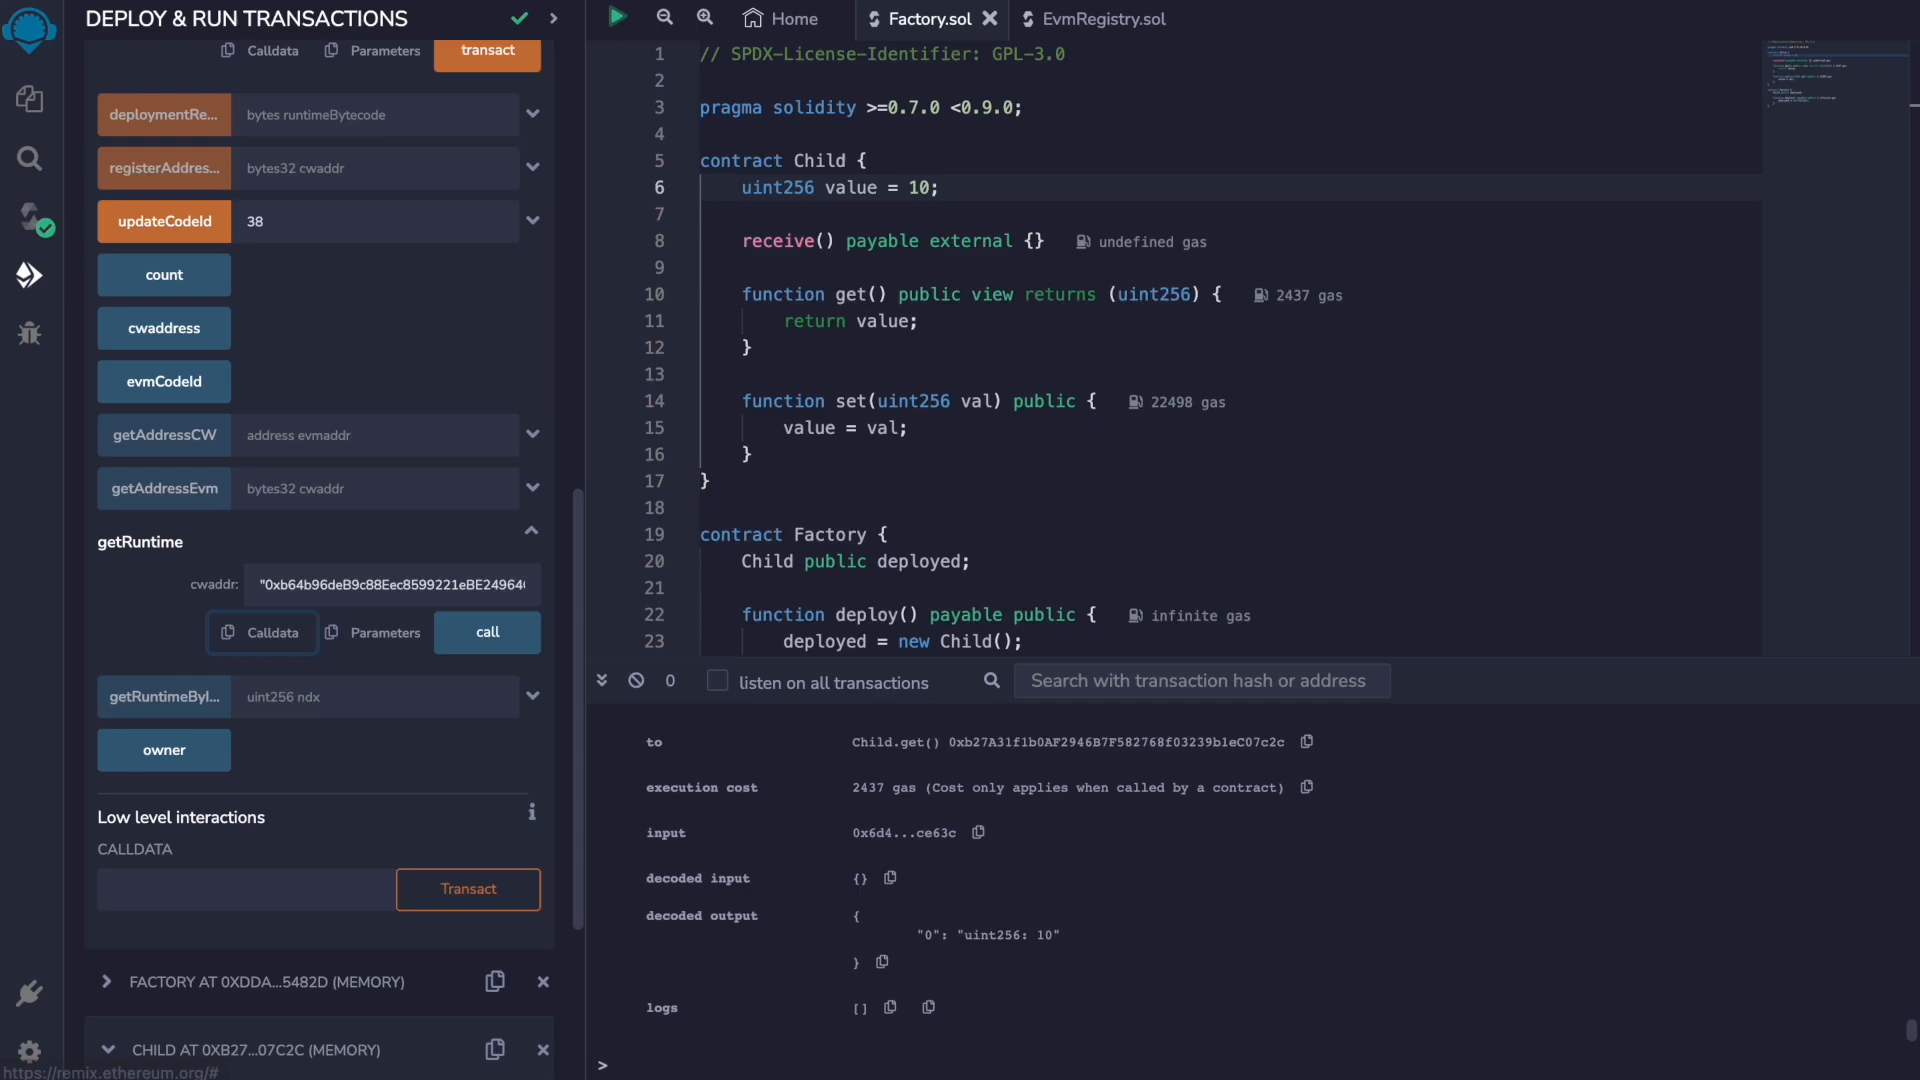 DEPLOY & RUN TRANSACTIONS
Calldata Parameters transact
deploymentRe... bytes runtimeBytecode
registerAddres... bytes32 cwaddr
updateCodeId 38
count
cwaddress
evmCodeId
getAddressCW address evmaddr
getAddressEvm bytes32 cwaddr
getRuntime
cwaddr: "0xb64b96deB9c88Eec8599221eBE24964(
Calldata Parameters call
getRuntimeByI... uint256 ndx
owner
Low level interactions
CALLDATA
Transact
FACTORY AT 0XDDA...5482D (MEMORY)
CHILD AT 0XB27...07C2C (MEMORY)
https://remix.ethereum.org/#
Home Factory.sol EvmRegistry.sol
1 // SPDX-License-Identifier: GPL-3.0
2
3 pragma solidity >=0.7.0 <0.9.0;
4
5 contract Child {
6 uint256 value = 10;
7
8 receive() payable external {} undefined gas
9
10 function get() public view returns (uint256) { 2437 gas
11 return value;
12 }
13
14 function set(uint256 val) public { 22498 gas
15 value = val;
16 }
17 }
18
19 contract Factory {
20 Child public deployed;
21
22 function deploy() payable public { infinite gas
23 deployed = new Child();
0 listen on all transactions Search with transaction hash or address
to Child.get() 0xb27A31f1b0AF2946B7F582768f03239b1eC07c2c
execution cost 2437 gas (Cost only applies when called by a contract)
input 0x6d4...ce63c
decoded input {}
decoded output {
"0": "uint256: 10"
}
logs []
>